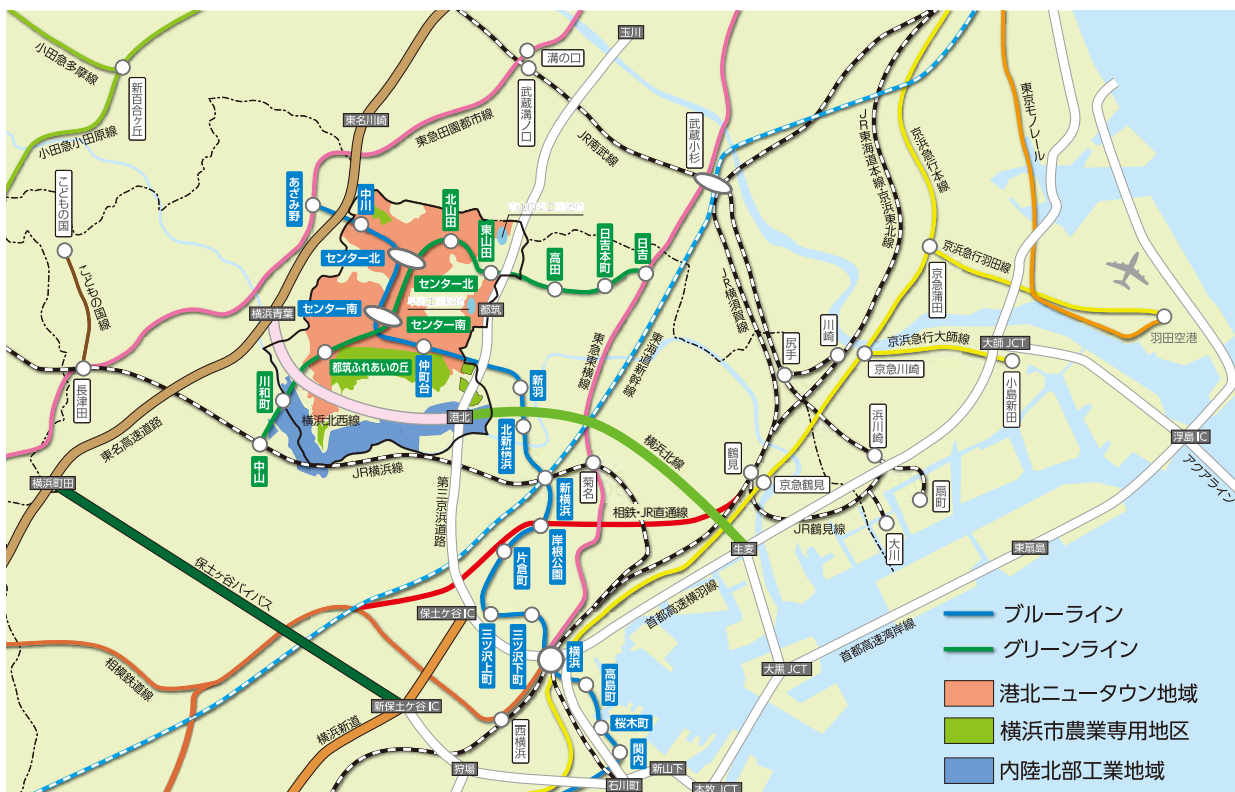 小田急多摩線
新百合ヶ丘
小田急小田原線
こどもの国
こどもの国線
長津田
東名川崎
東急田園都市線
溝の口
武蔵溝ノ口
玉川
JR南武線
武蔵小杉
JR東海道本線・京浜東北線
京浜急行本線
東京モノレール
京浜急行羽田線
京急蒲田
羽田空港
あざみ野
中川
北山田
東山田
センター北
センター北
高田
日吉本町
日吉
センター南
センター南
都筑
横浜青葉
都筑ふれあいの丘
仲町台
新羽
川和町
中山
横浜北西線
港北
北新横浜
新横浜
JR横浜線
東名高速道路
横浜町田
東急東横線
東海道新幹線
JR横須賀線
尻手
川崎
京浜急行大師線
京急川崎
大師JCT
小島新田
浜川崎
扇町
大川
浮島IC
アクアライン
横浜北線
鶴見
京急鶴見
JR鶴見線
菊名
相鉄・JR直通線
生麦
東扇島
第三京浜道路
岸根公園
片倉町
保土ヶ谷バイパス
保土ケ谷IC
三ツ沢上町
三ツ沢下町
横浜
首都高速横羽線
首都高速湾岸線
大黒JCT
相模鉄道線
新保土ケ谷IC
横浜新道
西横浜
高島町
桜木町
関内
狩場
石川町
新山下
本牧JCT
ブルーライン
グリーンライン
港北ニュータウン地域
横浜市農業専用地区
内陸北部工業地域